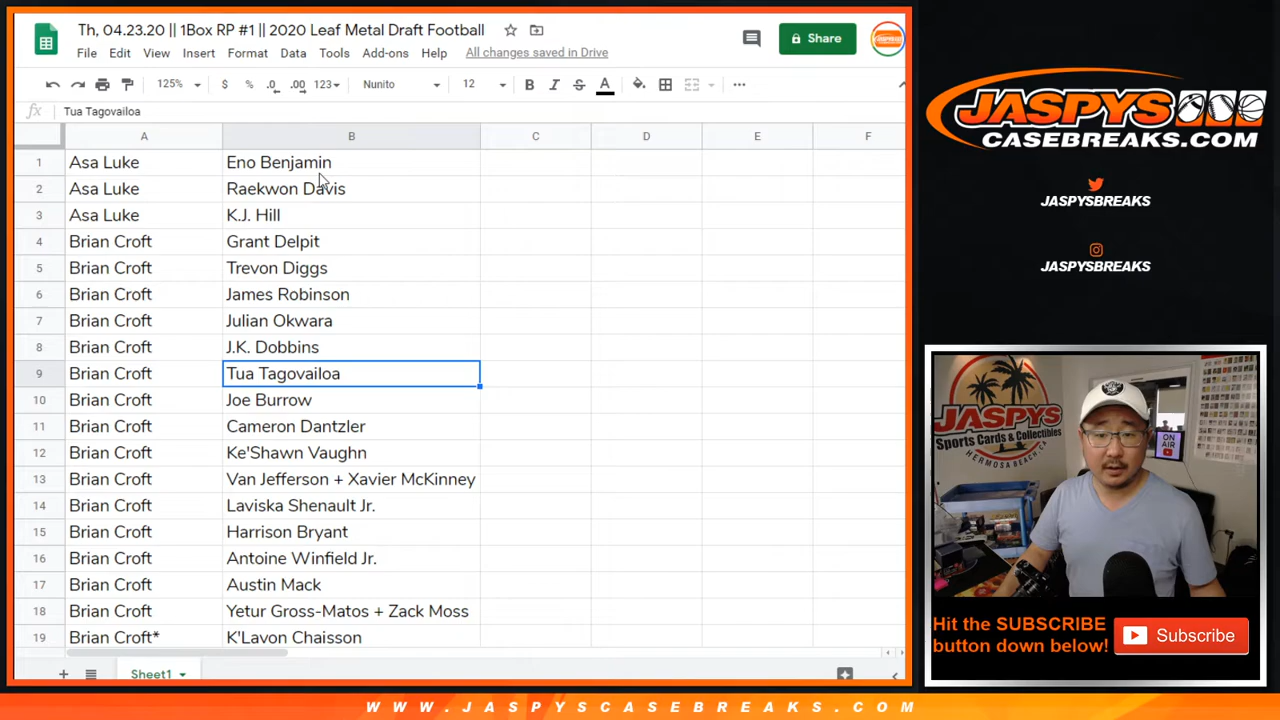 Th, 04.23.20 || 1Box RP #1 || 2020 Leaf Metal Draft Football
File Edit View Insert Format Data Tools Add-ons Help All changes saved in Drive
Share
125% $ % .0 .00 123 Nunito 12 B I S A
fx Tua Tagovailoa
A B C D E F
1 Asa Luke Eno Benjamin
2 Asa Luke Raekwon Davis
3 Asa Luke K.J. Hill
4 Brian Croft Grant Delpit
5 Brian Croft Trevon Diggs
6 Brian Croft James Robinson
7 Brian Croft Julian Okwara
8 Brian Croft J.K. Dobbins
9 Brian Croft Tua Tagovailoa
10 Brian Croft Joe Burrow
11 Brian Croft Cameron Dantzler
12 Brian Croft Ke'Shawn Vaughn
13 Brian Croft Van Jefferson + Xavier McKinney
14 Brian Croft Laviska Shenault Jr.
15 Brian Croft Harrison Bryant
16 Brian Croft Antoine Winfield Jr.
17 Brian Croft Austin Mack
18 Brian Croft Yetur Gross-Matos + Zack Moss
19 Brian Croft* K'Lavon Chaisson
Sheet1
JASPYS
CASEBREAKS.COM
JASPYSBREAKS
JASPYSBREAKS
JASPYS
Sports Cards & Collectibles
HERMOSA BEACH, CA
ON AIR
Hit the SUBSCRIBE
button down below!
Subscribe
WWW.JASPYSCASEBREAKS.COM